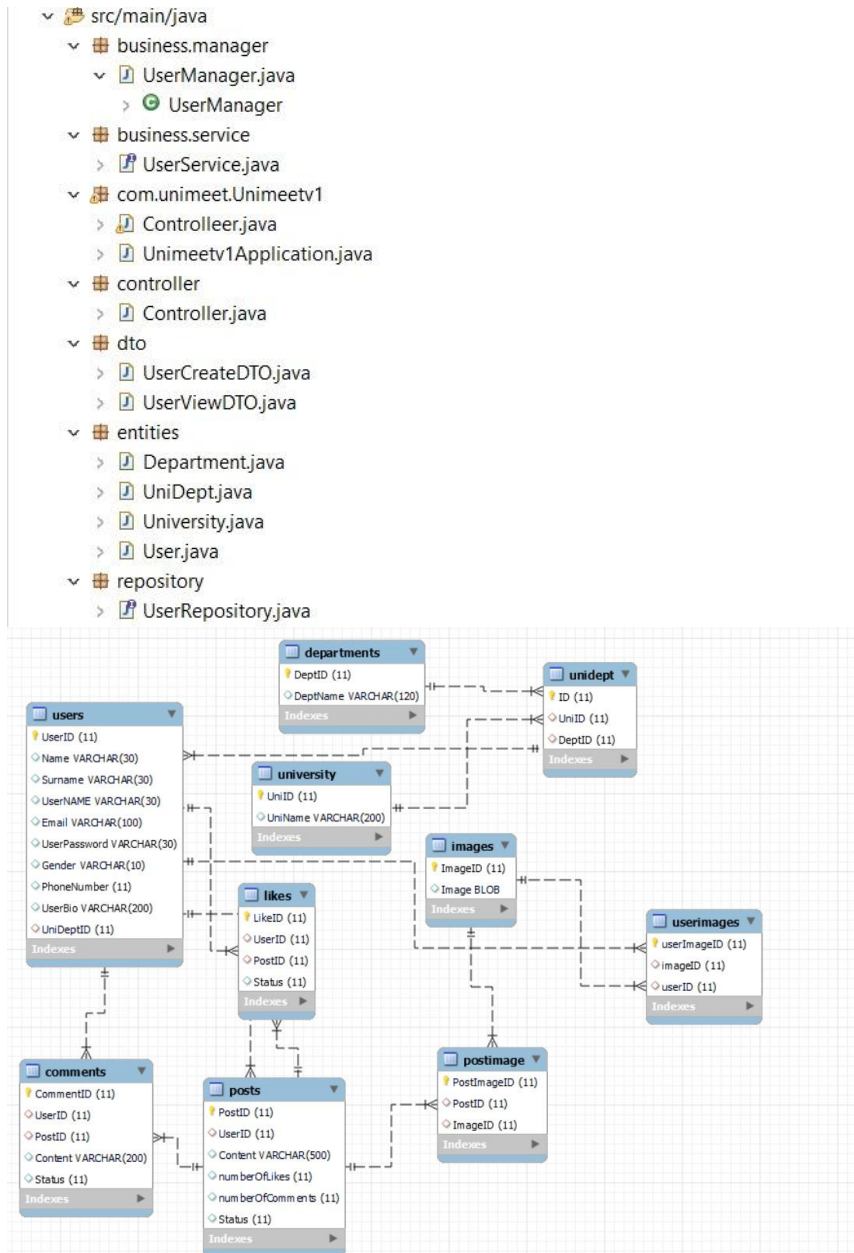 src/main/java
business.manager
UserManager.java
UserManager
business.service
UserService.java
com.unimeet.Unimeetv1
Controlleer.java
Unimeetv1Application.java
controller
Controller.java
dto
UserCreateDTO.java
UserViewDTO.java
entities
Department.java
UniDept.java
University.java
User.java
repository
UserRepository.java
departments
DeptID (11)
DeptName VARCHAR(120)
Indexes
unidept
ID (11)
UniID (11)
DeptID (11)
Indexes
users
UserID (11)
Name VARCHAR(30)
Surname VARCHAR(30)
UserNAME VARCHAR(30)
Email VARCHAR(100)
UserPassword VARCHAR(30)
Gender VARCHAR(10)
PhoneNumber (11)
UserBio VARCHAR(200)
UniDeptID (11)
Indexes
university
UniID (11)
UniName VARCHAR(200)
Indexes
images
ImageID (11)
Image BLOB
Indexes
likes
LikeID (11)
UserID (11)
PostID (11)
Status (11)
Indexes
userimages
userImageID (11)
imageID (11)
userID (11)
Indexes
comments
CommentID (11)
UserID (11)
PostID (11)
Content VARCHAR(200)
Status (11)
Indexes
posts
PostID (11)
UserID (11)
Content VARCHAR(500)
numberOfLikes (11)
numberOfComments (11)
Status (11)
Indexes
postimage
PostImageID (11)
PostID (11)
ImageID (11)
Indexes